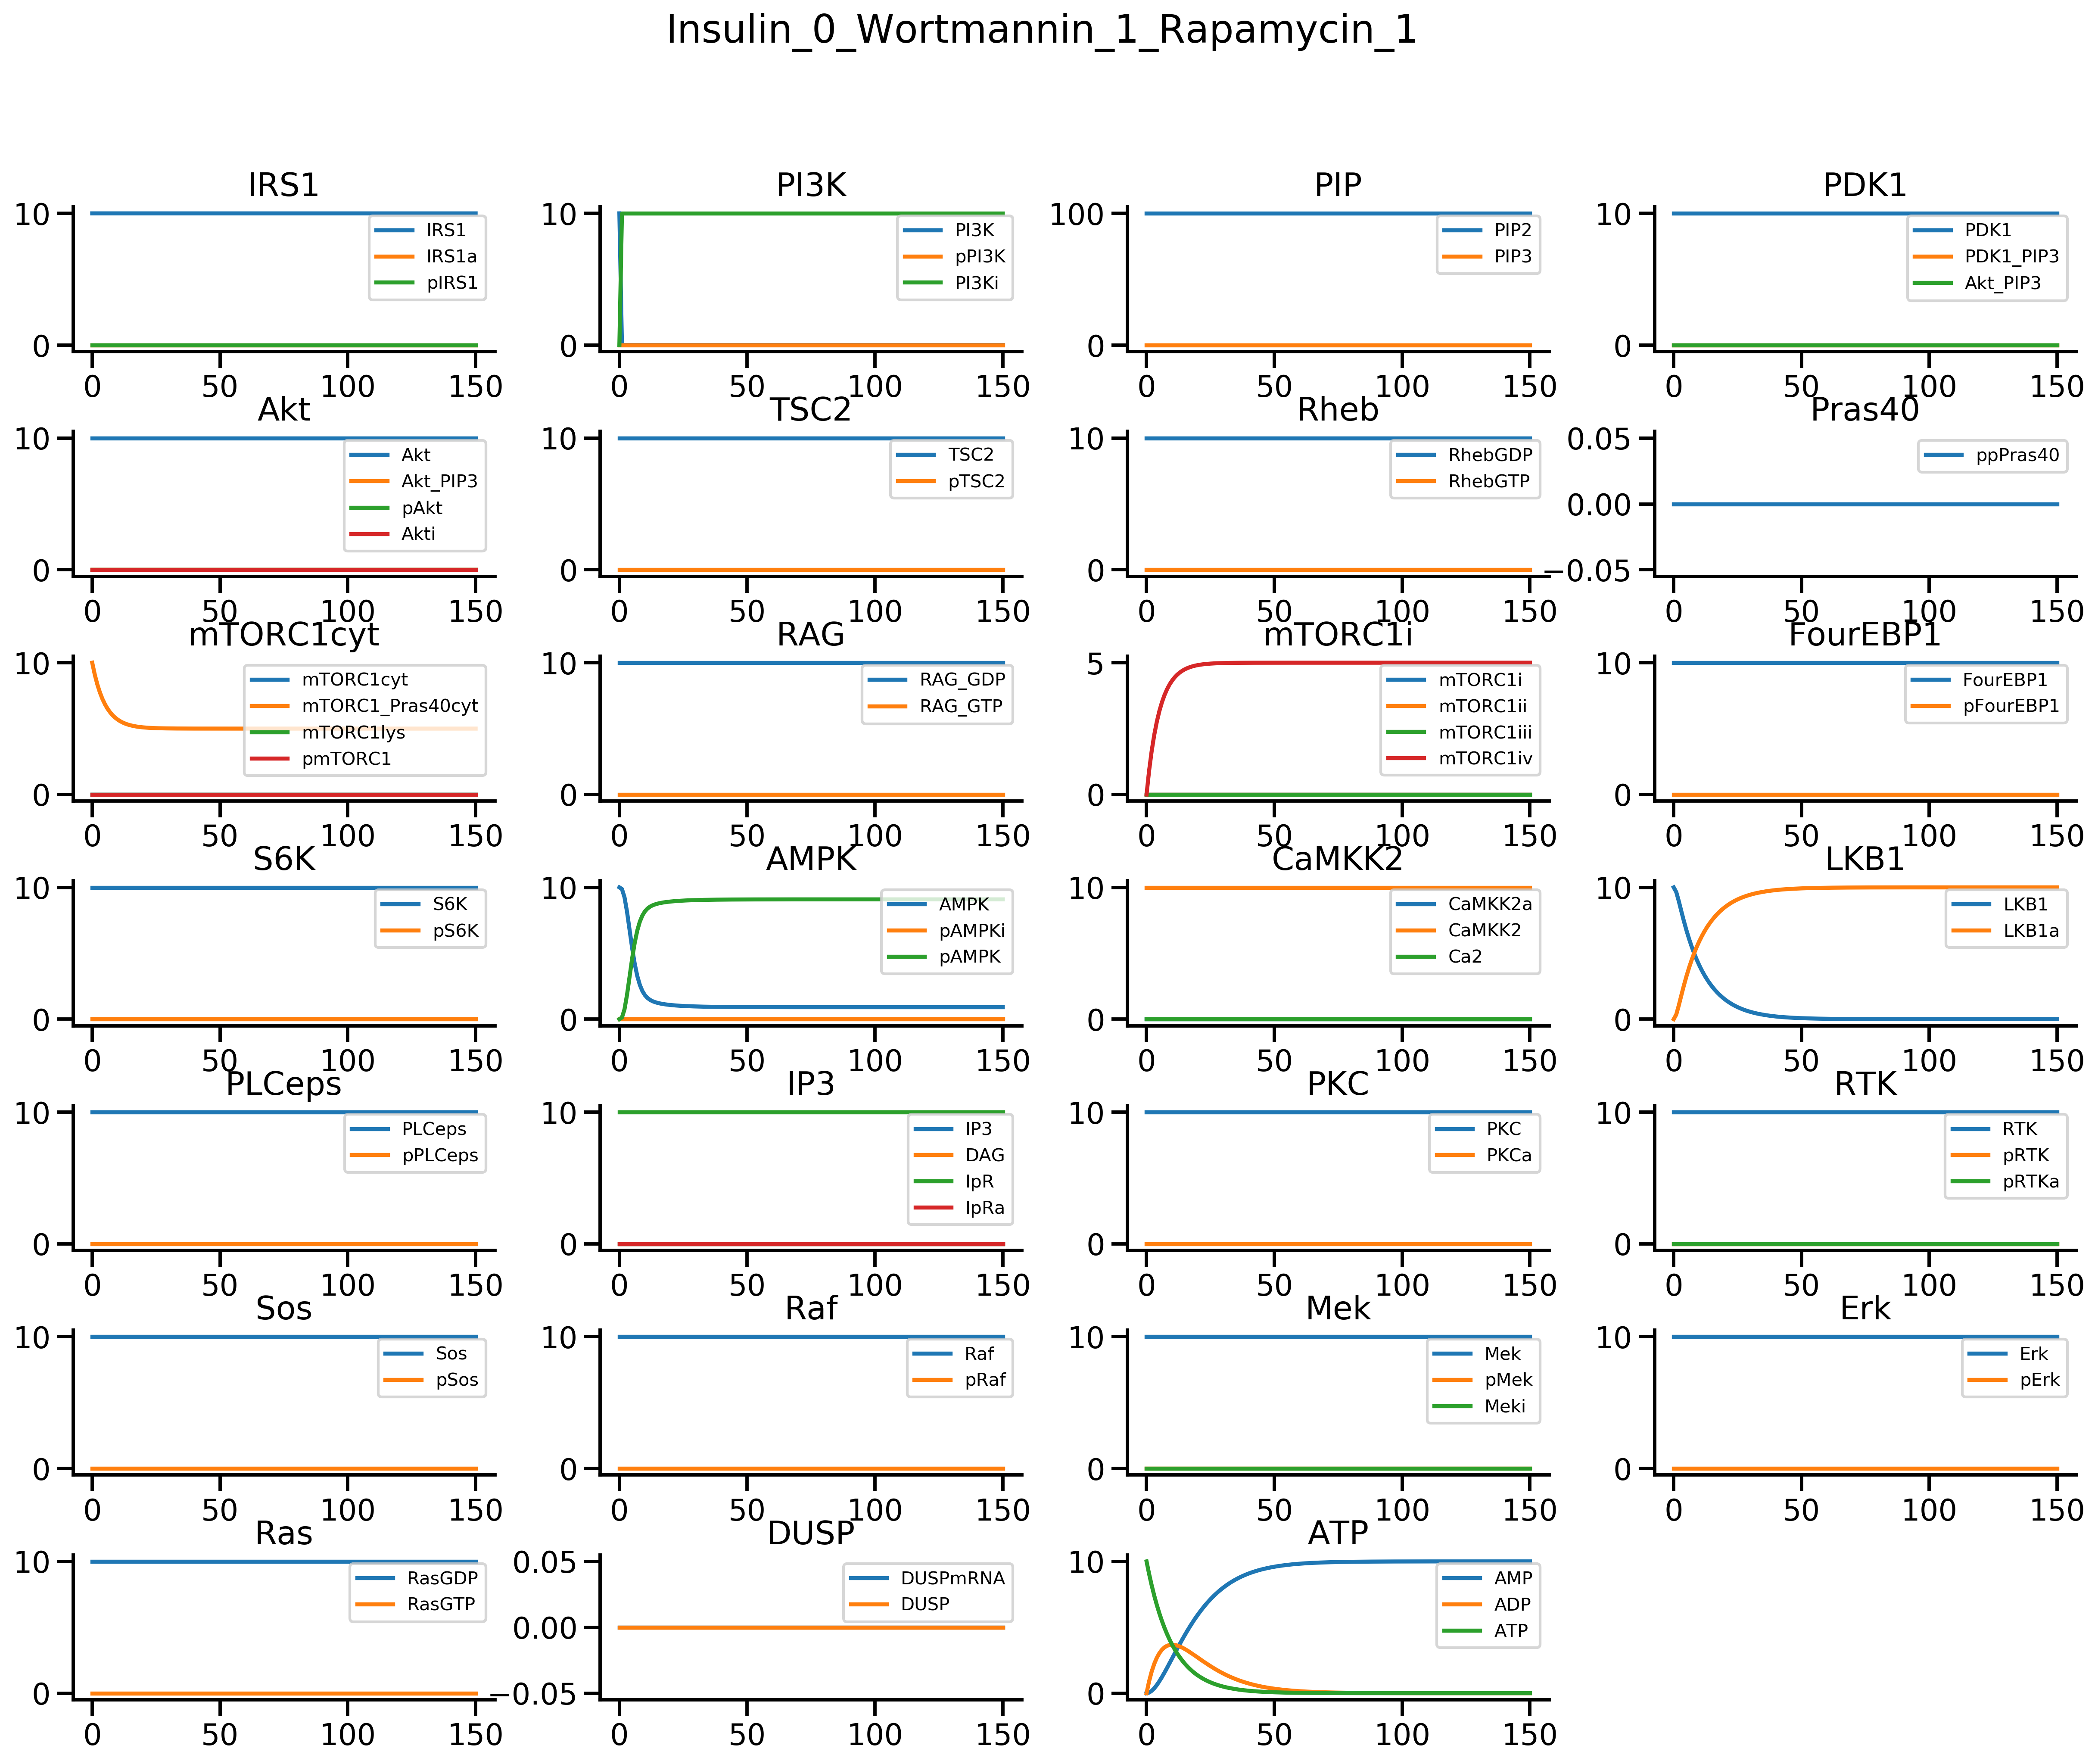 Insulin_0_Wortmannin_1_Rapamycin_1
IRS1
10
0
0 50 100 150
IRS1
IRS1a
pIRS1
PI3K
10
0
0 50 100 150
PI3K
pPI3K
PI3Ki
PIP
100
0
0 50 100 150
PIP2
PIP3
PDK1
10
0
0 50 100 150
PDK1
PDK1_PIP3
Akt_PIP3
Akt
10
0
0 50 100 150
Akt
Akt_PIP3
pAkt
Akti
TSC2
10
0
0 50 100 150
TSC2
pTSC2
Rheb
10
0
0 50 100 150
RhebGDP
RhebGTP
Pras40
0.05
0.00
−0.05
0 50 100 150
ppPras40
mTORC1cyt
10
0
0 50 100 150
mTORC1cyt
mTORC1_Pras40cyt
mTORC1lys
pmTORC1
RAG
10
0
0 50 100 150
RAG_GDP
RAG_GTP
mTORC1i
5
0
0 50 100 150
mTORC1i
mTORC1ii
mTORC1iii
mTORC1iv
FourEBP1
10
0
0 50 100 150
FourEBP1
pFourEBP1
S6K
10
0
0 50 100 150
S6K
pS6K
AMPK
10
0
0 50 100 150
AMPK
pAMPKi
pAMPK
CaMKK2
10
0
0 50 100 150
CaMKK2a
CaMKK2
Ca2
LKB1
10
0
0 50 100 150
LKB1
LKB1a
PLCeps
10
0
0 50 100 150
PLCeps
pPLCeps
IP3
10
0
0 50 100 150
IP3
DAG
IpR
IpRa
PKC
10
0
0 50 100 150
PKC
PKCa
RTK
10
0
0 50 100 150
RTK
pRTK
pRTKa
Sos
10
0
0 50 100 150
Sos
pSos
Raf
10
0
0 50 100 150
Raf
pRaf
Mek
10
0
0 50 100 150
Mek
pMek
Meki
Erk
10
0
0 50 100 150
Erk
pErk
Ras
10
0
0 50 100 150
RasGDP
RasGTP
DUSP
0.05
0.00
−0.05
0 50 100 150
DUSPmRNA
DUSP
ATP
10
0
0 50 100 150
AMP
ADP
ATP